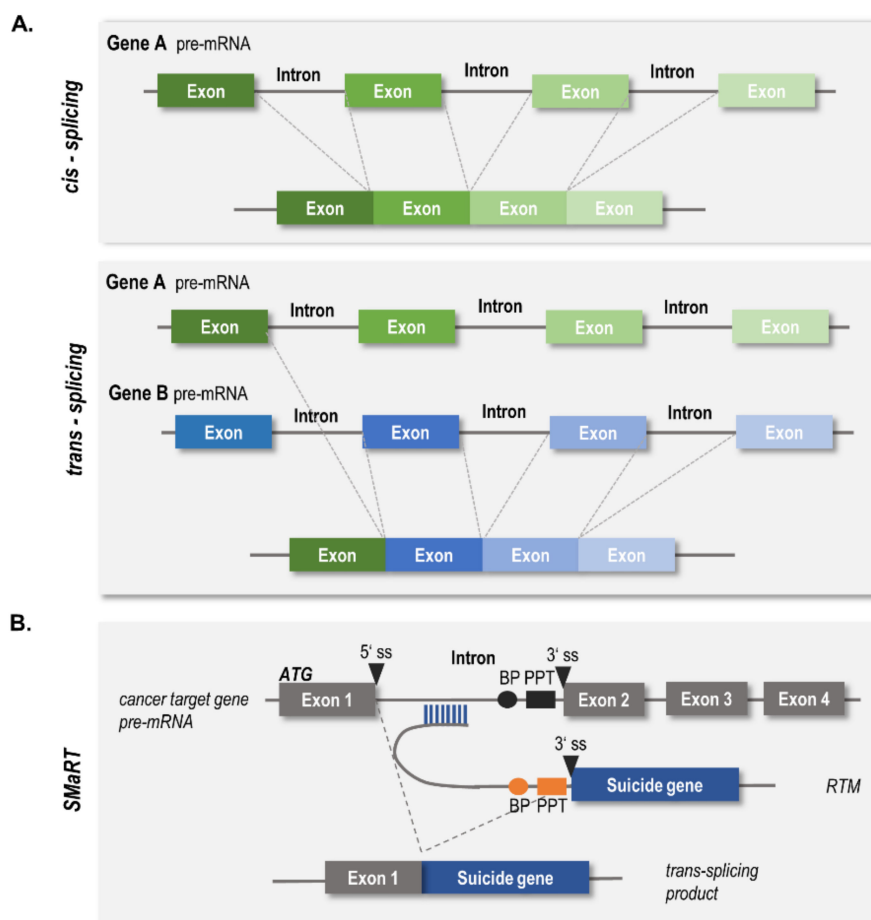 A.
Gene A pre-mRNA
Intron Intron Intron
Exon Exon Exon Exon
cis - splicing
Exon Exon Exon Exon
Gene A pre-mRNA
Intron Intron Intron
Exon Exon Exon Exon
trans - splicing
Gene B pre-mRNA
Intron Intron Intron
Exon Exon Exon Exon
Exon Exon Exon Exon
B.
5' ss Intron 3' ss
ATG BP PPT
cancer target gene Exon 1 Exon 2 Exon 3 Exon 4
pre-mRNA
SMaRT
3' ss
Suicide gene RTM
BP PPT
Exon 1 Suicide gene trans-splicing
product